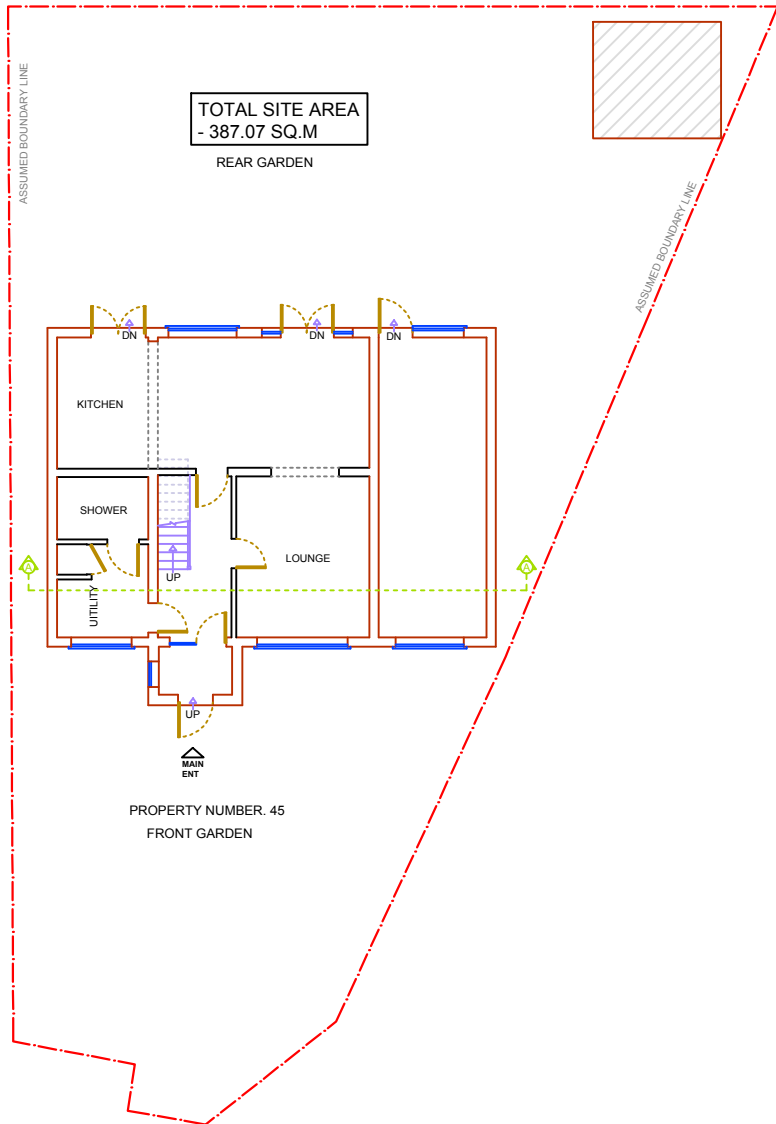 ASSUMED BOUNDARY LINE
TOTAL SITE AREA
- 387.07 SQ.M
REAR GARDEN
ASSUMED BOUNDARY LINE
DN
DN
DN
KITCHEN
SHOWER
LOUNGE
A
A
UP
UITILITY
UP
MAIN
ENT
PROPERTY NUMBER. 45
FRONT GARDEN